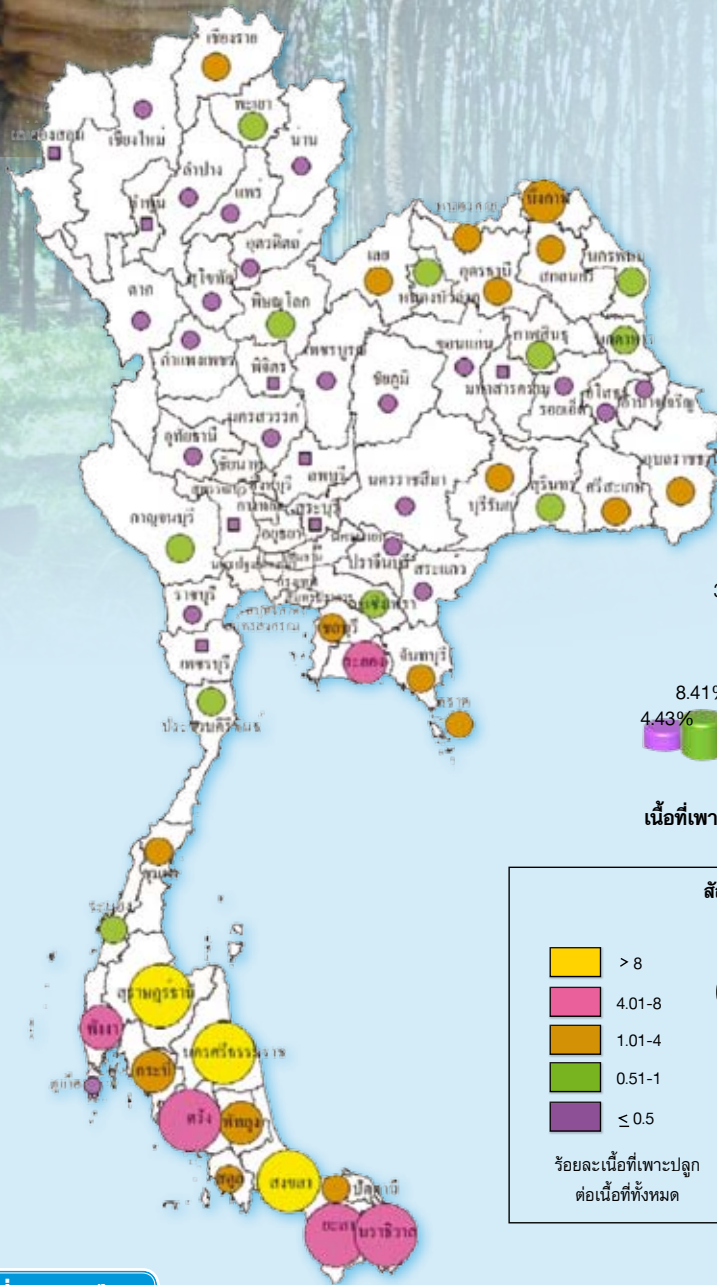 เชียงราย
พะเยา
เชียงใหม่
น่าน
ลำปาง
แพร่
ลำพูน
อุตรดิตถ์
บึงกาฬ
เลย
อุดรธานี
สกลนคร
นครพนม
หนองบัวลำภู
ตาก
สุโขทัย
พิษณุโลก
กำแพงเพชร
พิจิตร
เพชรบูรณ์
ขอนแก่น
กาฬสินธุ์
มุกดาหาร
ชัยภูมิ
มหาสารคาม
ร้อยเอ็ด
ยโสธร
อำนาจเจริญ
นครสวรรค์
อุทัยธานี
ชัยนาท
ลพบุรี
นครราชสีมา
บุรีรัมย์
สุรินทร์
ศรีสะเกษ
อุบลราชธานี
กาญจนบุรี
สระบุรี
อยุธยา
ปราจีนบุรี
สระแก้ว
กรุงเทพ
ฉะเชิงเทรา
ราชบุรี
ชลบุรี
ระยอง
จันทบุรี
ตราด
เพชรบุรี
ประจวบคีรีขันธ์
8.41%
4.43%
เนื้อที่เพา
ชุมพร
ระนอง
สุราษฎร์ธานี
พังงา
นครศรีธรรมราช
กระบี่
ภูเก็ต
ตรัง
พัทลุง
สตูล
สงขลา
ปัตตานี
ยะลา
นราธิวาส
> 8
4.01-8
1.01-4
0.51-1
≤ 0.5
ร้อยละเนื้อที่เพาะปลูก
ต่อเนื้อที่ทั้งหมด